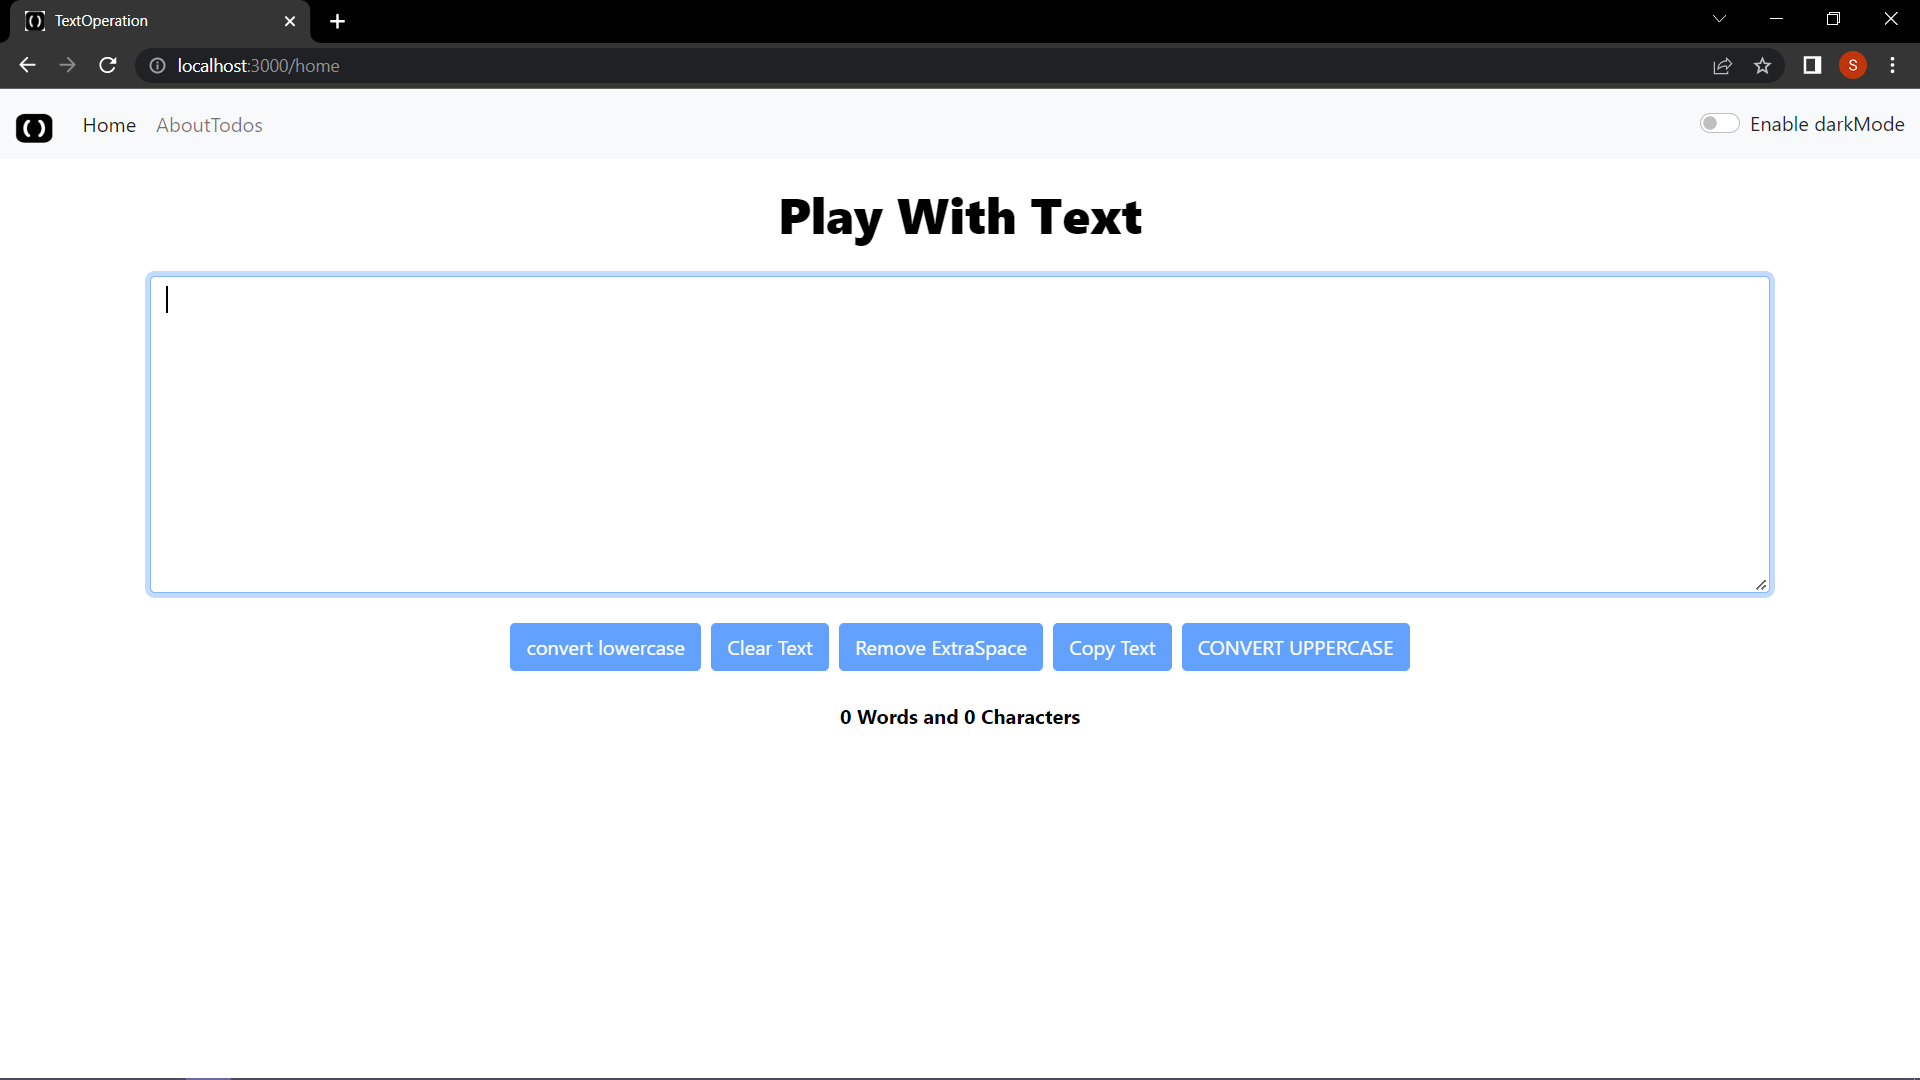 TextOperation
localhost:3000/home
S
( ) Home AboutTodos Enable darkMode
Play With Text
convert lowercase Clear Text Remove ExtraSpace Copy Text CONVERT UPPERCASE
0 Words and 0 Characters